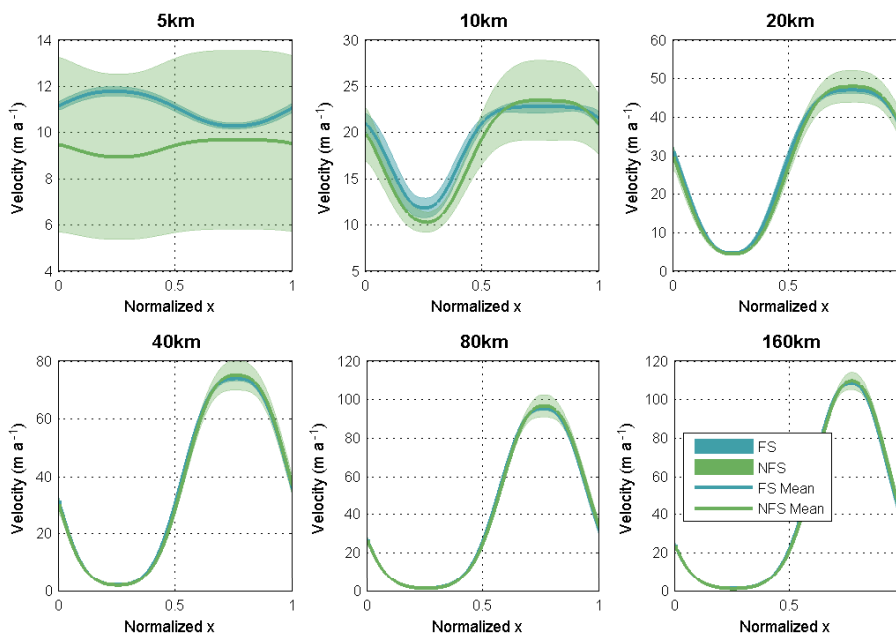 5km
10km
20km
14
12
10
8
6
4
Velocity (m a⁻¹)
0
0.5
1
Normalized x
30
25
20
15
10
5
Velocity (m a⁻¹)
0
0.5
1
Normalized x
60
50
40
30
20
10
0
Velocity (m a⁻¹)
0
0.5
Normalized x
40km
80km
160km
80
60
40
20
0
Velocity (m a⁻¹)
0
0.5
1
Normalized x
120
100
80
60
40
20
0
Velocity (m a⁻¹)
0
0.5
1
Normalized x
120
100
80
60
40
20
0
Velocity (m a⁻¹)
0
0.5
Normalized x
FS
NFS
FS Mean
NFS Mean